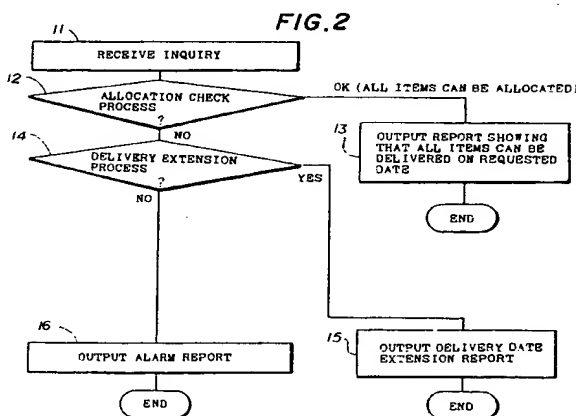 FIG.2
11
RECEIVE INQUIRY
12
ALLOCATION CHECK
PROCESS
?
OK (ALL ITEMS CAN BE ALLOCATED)
NO
13
OUTPUT REPORT SHOWING
THAT ALL ITEMS CAN BE
DELIVERED ON REQUESTED
DATE
END
14
DELIVERY EXTENSION
PROCESS
?
YES
NO
16
OUTPUT ALARM REPORT
END
15
OUTPUT DELIVERY DATE
EXTENSION REPORT
END